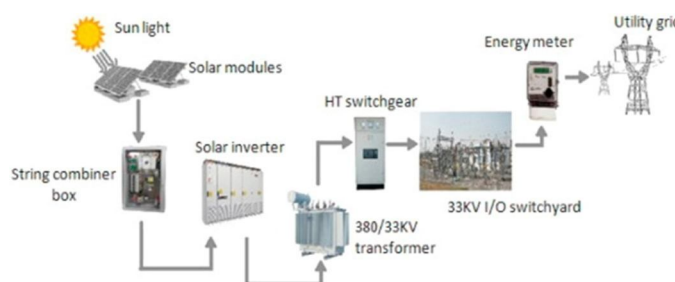 Sun light
Solar modules
String combiner
box
Solar inverter
380/33KV
transformer
HT switchgear
33KV I/O switchyard
Energy meter
Utility grid